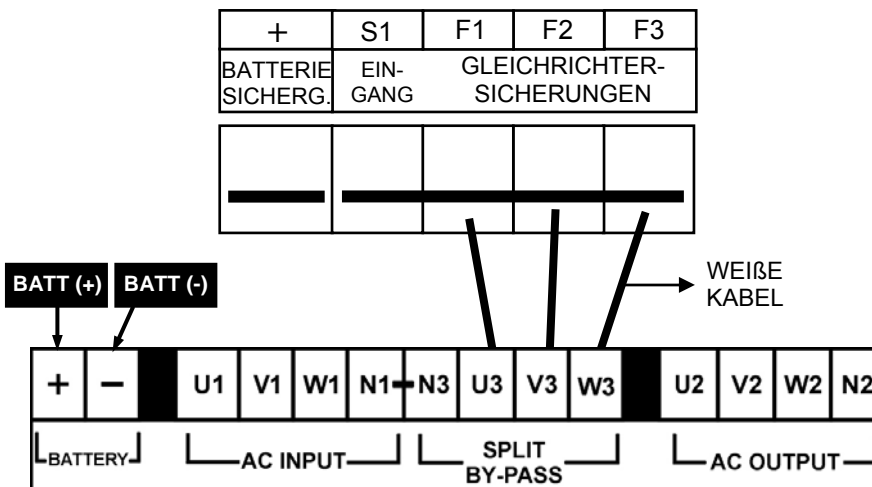 + S1 F1 F2 F3
BATTERIE SICHERG.
EIN-
GANG
GLEICHRICHTER-
SICHERUNGEN
BATT (+) BATT (-)
WEIßE
KABEL
+ − U1 V1 W1 N1 N3 U3 V3 W3 U2 V2 W2 N2
BATTERY AC INPUT
SPLIT
BY-PASS
AC OUTPUT